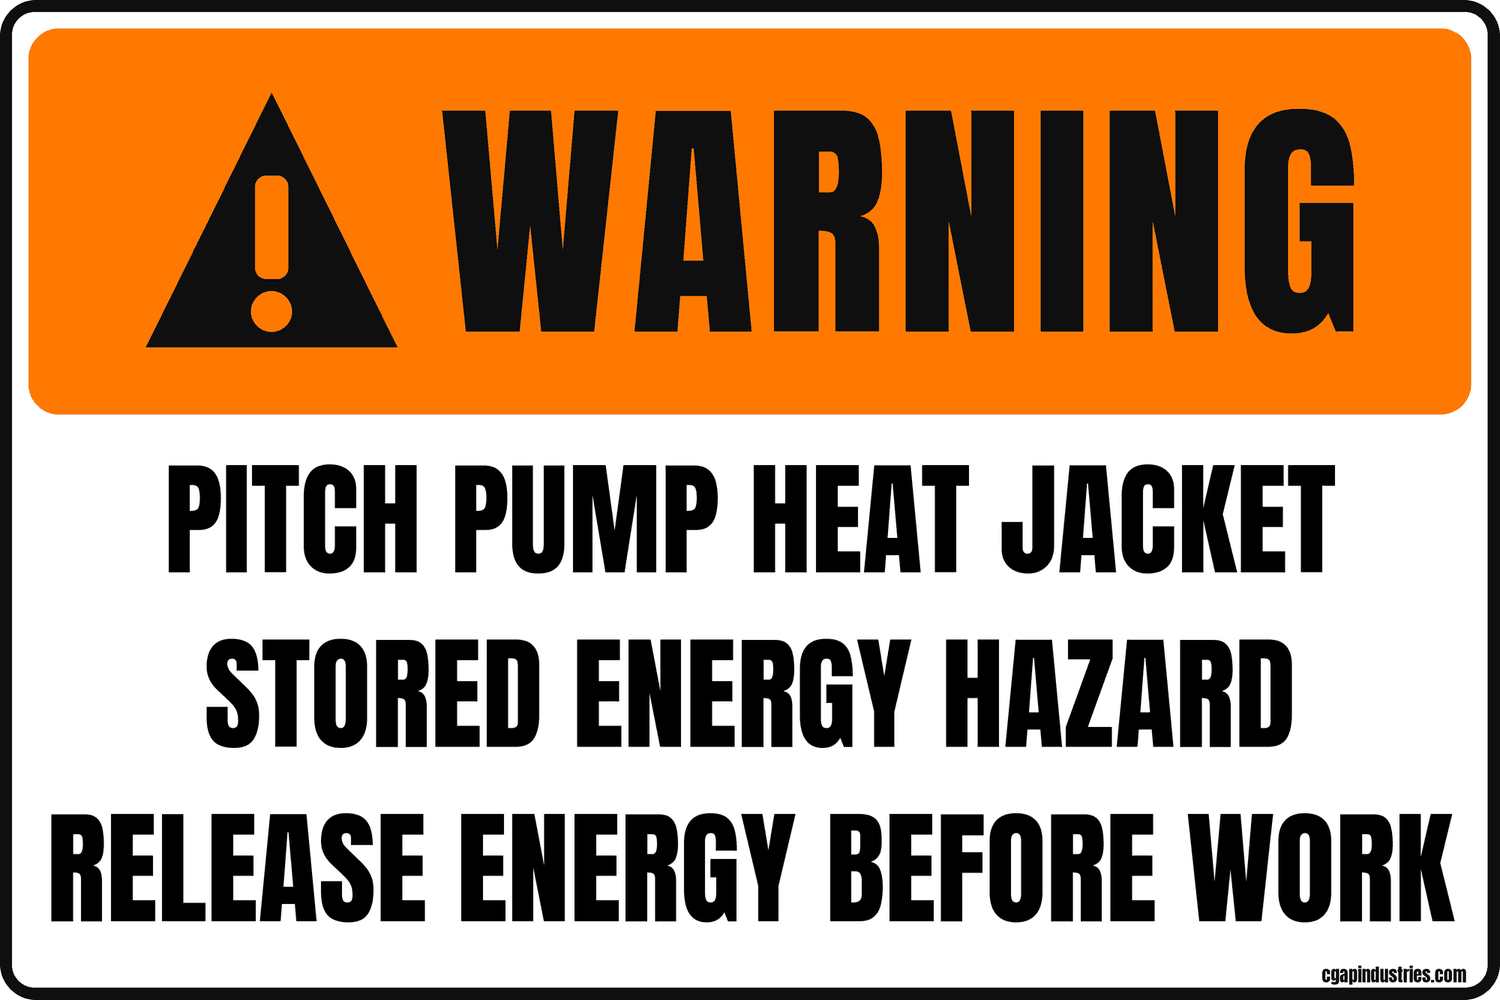 WARNING
PITCH PUMP HEAT JACKET
STORED ENERGY HAZARD
RELEASE ENERGY BEFORE WORK
cgapindustries.com